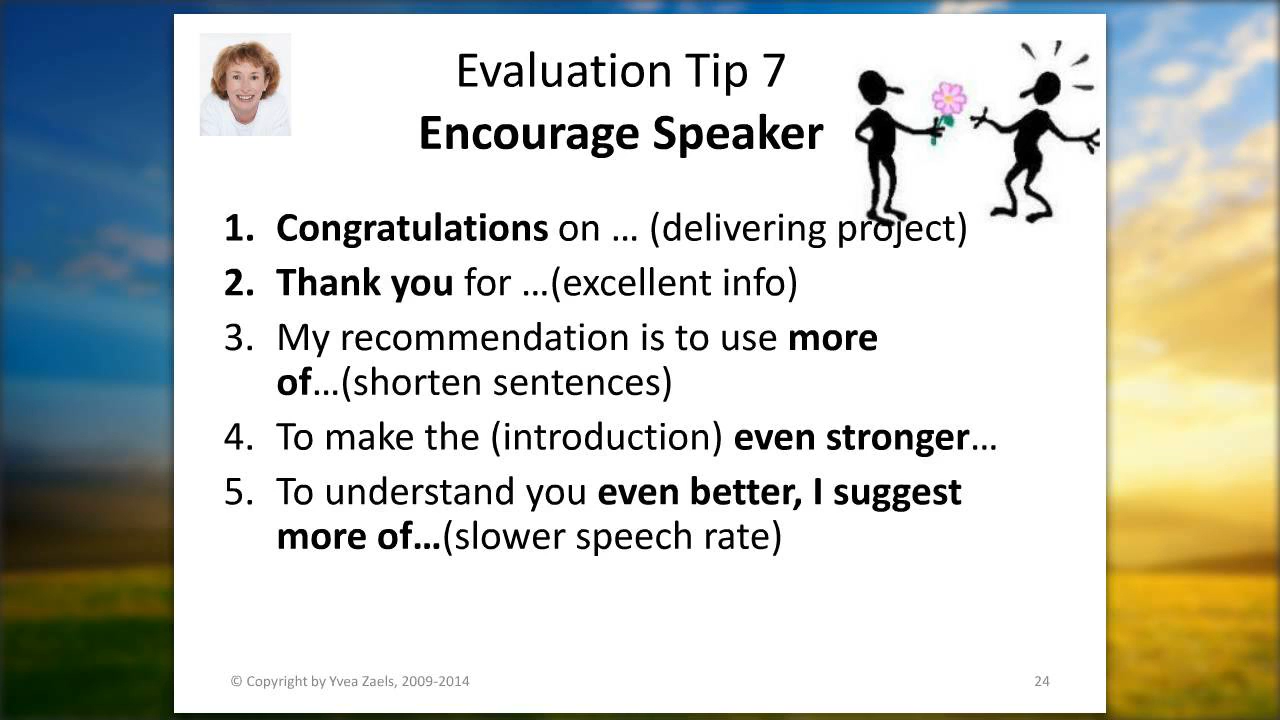 Evaluation Tip 7
Encourage Speaker
1. Congratulations on … (delivering project)
2. Thank you for …(excellent info)
3. My recommendation is to use more
of…(shorten sentences)
4. To make the (introduction) even stronger…
5. To understand you even better, I suggest
more of…(slower speech rate)
© Copyright by Yvea Zaels, 2009-2014
24